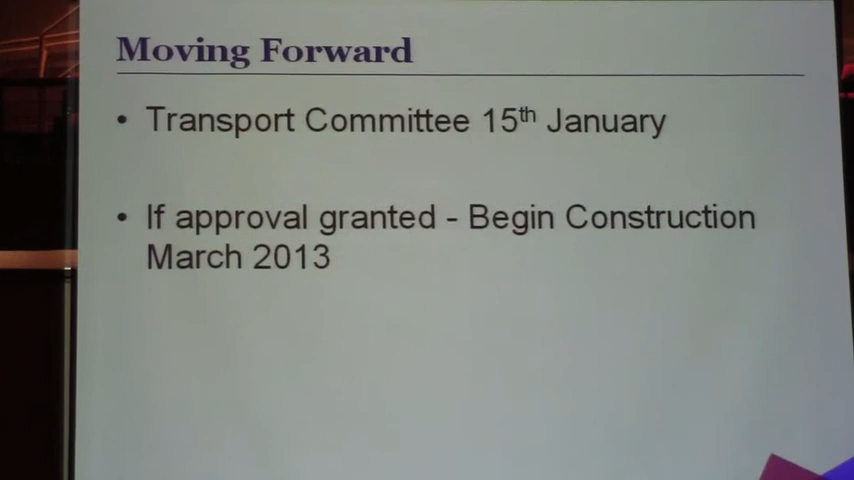 Moving Forward
• Transport Committee 15th January
• If approval granted - Begin Construction
March 2013